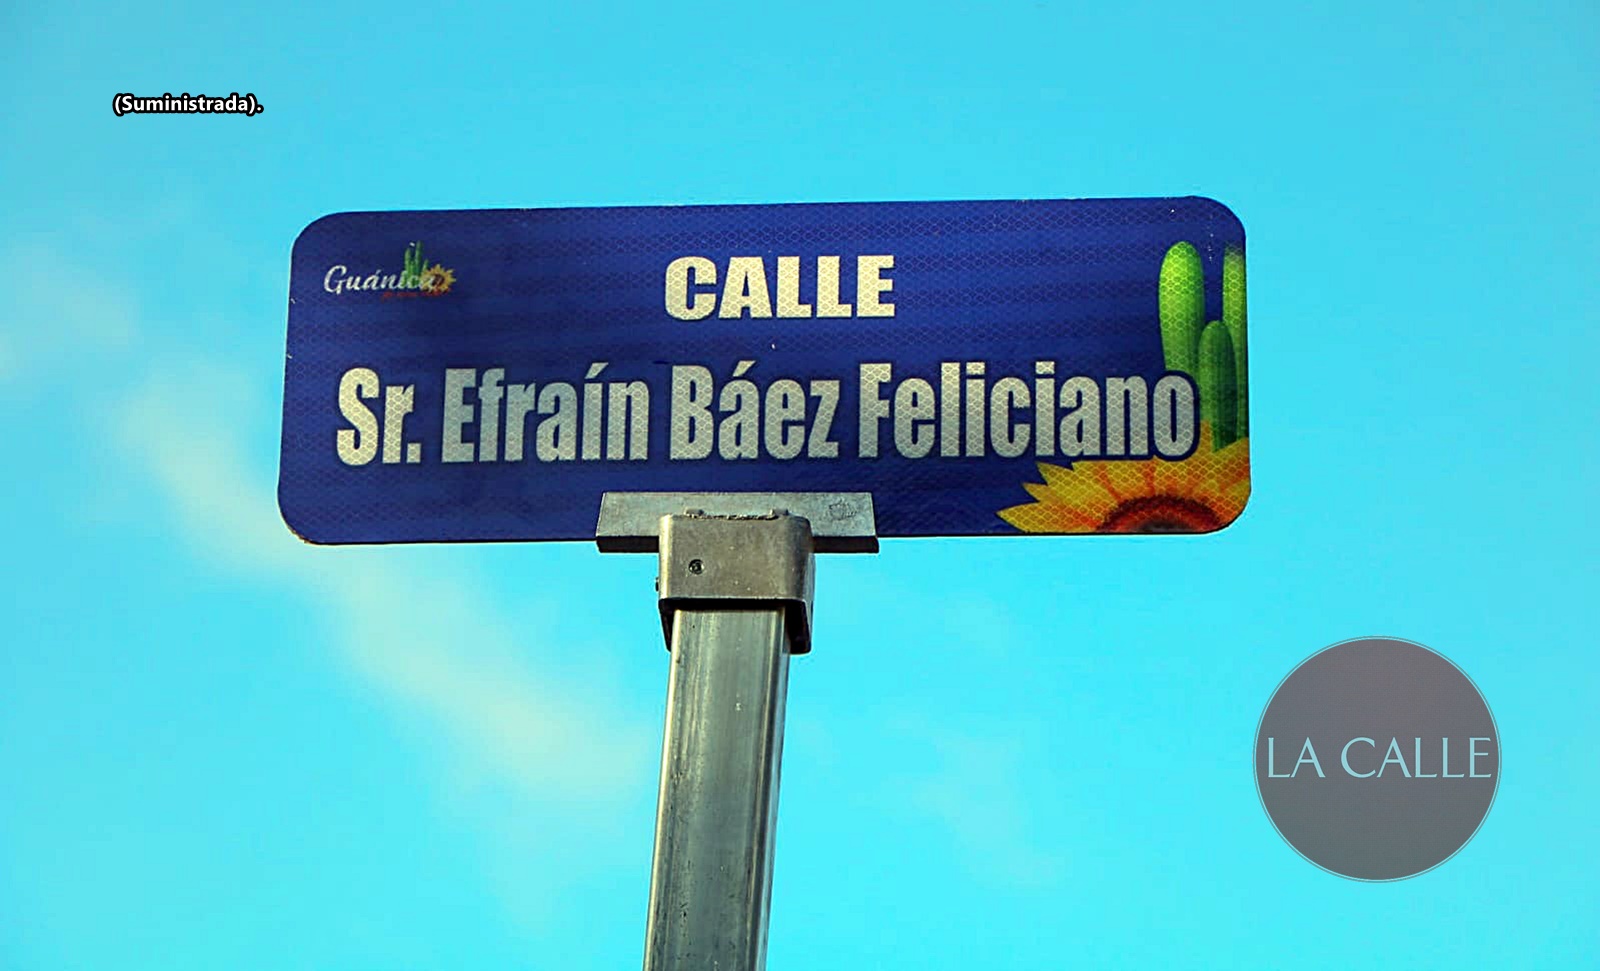 (Suministrada).
Guánica
CALLE
Sr. Efraín Báez Feliciano
LA CALLE